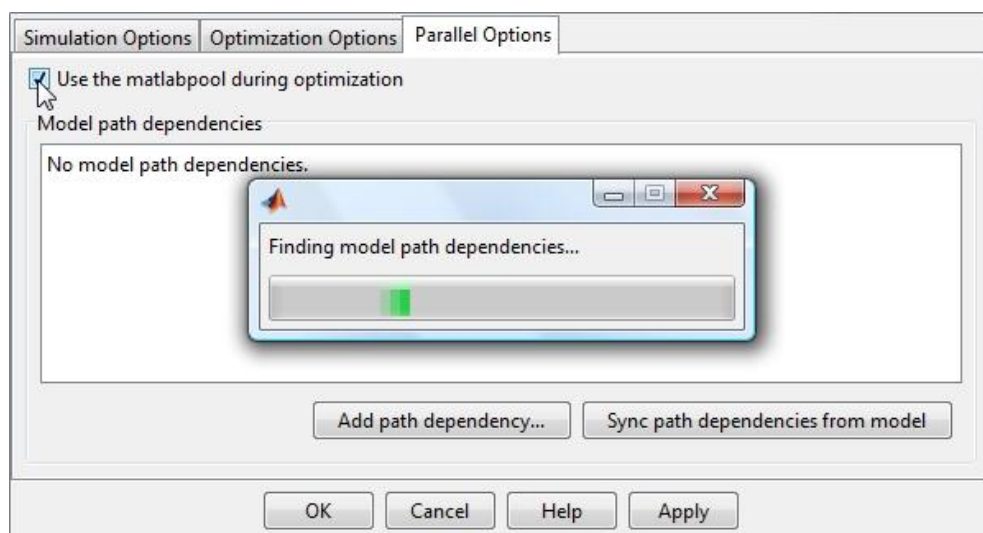 Simulation Options Optimization Options Parallel Options
Use the matlabpool during optimization
Model path dependencies
No model path dependencies.
Finding model path dependencies...
Add path dependency... Sync path dependencies from model
OK Cancel Help Apply